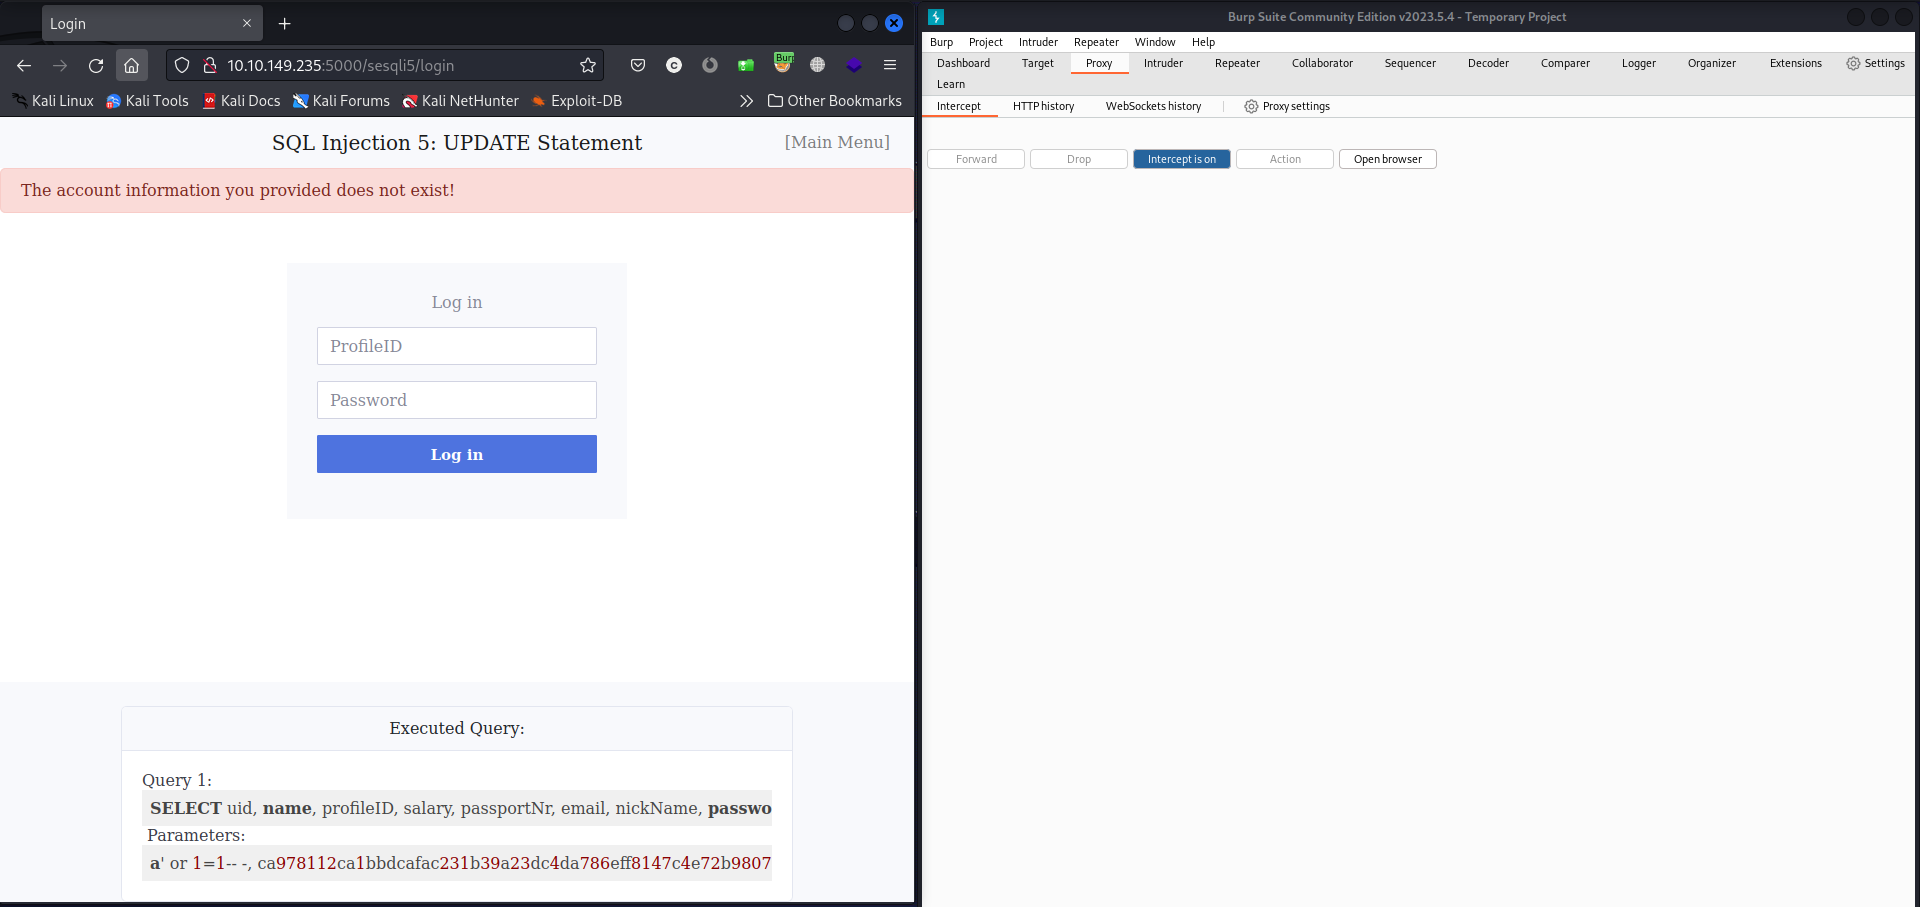 Login
10.10.149.235:5000/sesqli5/login
Burp
Kali Linux
Kali Tools
Kali Docs
Kali Forums
Kali NetHunter
Exploit-DB
Other Bookmarks
SQL Injection 5: UPDATE Statement
[Main Menu]
The account information you provided does not exist!
Log in
ProfileID
Password
Log in
Executed Query:
Query 1:
SELECT uid, name, profileID, salary, passportNr, email, nickName, passwo
Parameters:
a' or 1=1-- -, ca978112ca1bbdcafac231b39a23dc4da786eff8147c4e72b9807
Burp Suite Community Edition v2023.5.4 - Temporary Project
Burp Project Intruder Repeater Window Help
Dashboard Target Proxy Intruder Repeater Collaborator Sequencer Decoder Comparer Logger Organizer Extensions Settings
Learn
Intercept HTTP history WebSockets history Proxy settings
Forward Drop Intercept is on Action Open browser